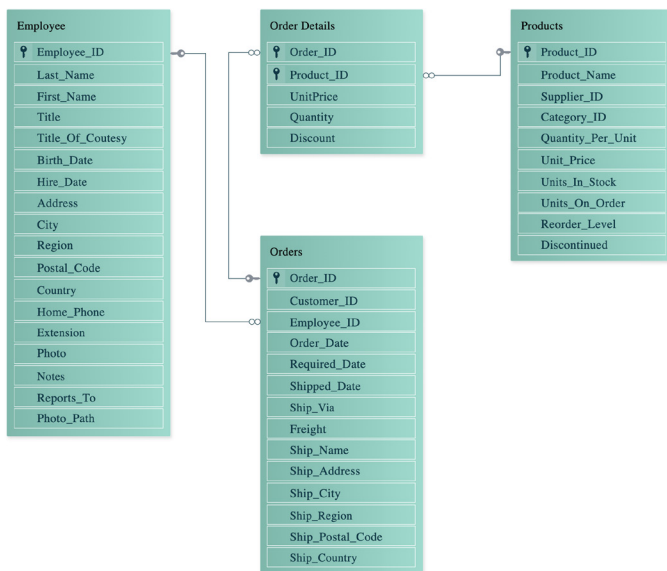 Employee
Employee_ID
Last_Name
First_Name
Title
Title_Of_Coutesy
Birth_Date
Hire_Date
Address
City
Region
Postal_Code
Country
Home_Phone
Extension
Photo
Notes
Reports_To
Photo_Path
Order Details
Order_ID
Product_ID
UnitPrice
Quantity
Discount
Orders
Order_ID
Customer_ID
Employee_ID
Order_Date
Required_Date
Shipped_Date
Ship_Via
Freight
Ship_Name
Ship_Address
Ship_City
Ship_Region
Ship_Postal_Code
Ship_Country
Products
Product_ID
Product_Name
Supplier_ID
Category_ID
Quantity_Per_Unit
Unit_Price
Units_In_Stock
Units_On_Order
Reorder_Level
Discontinued